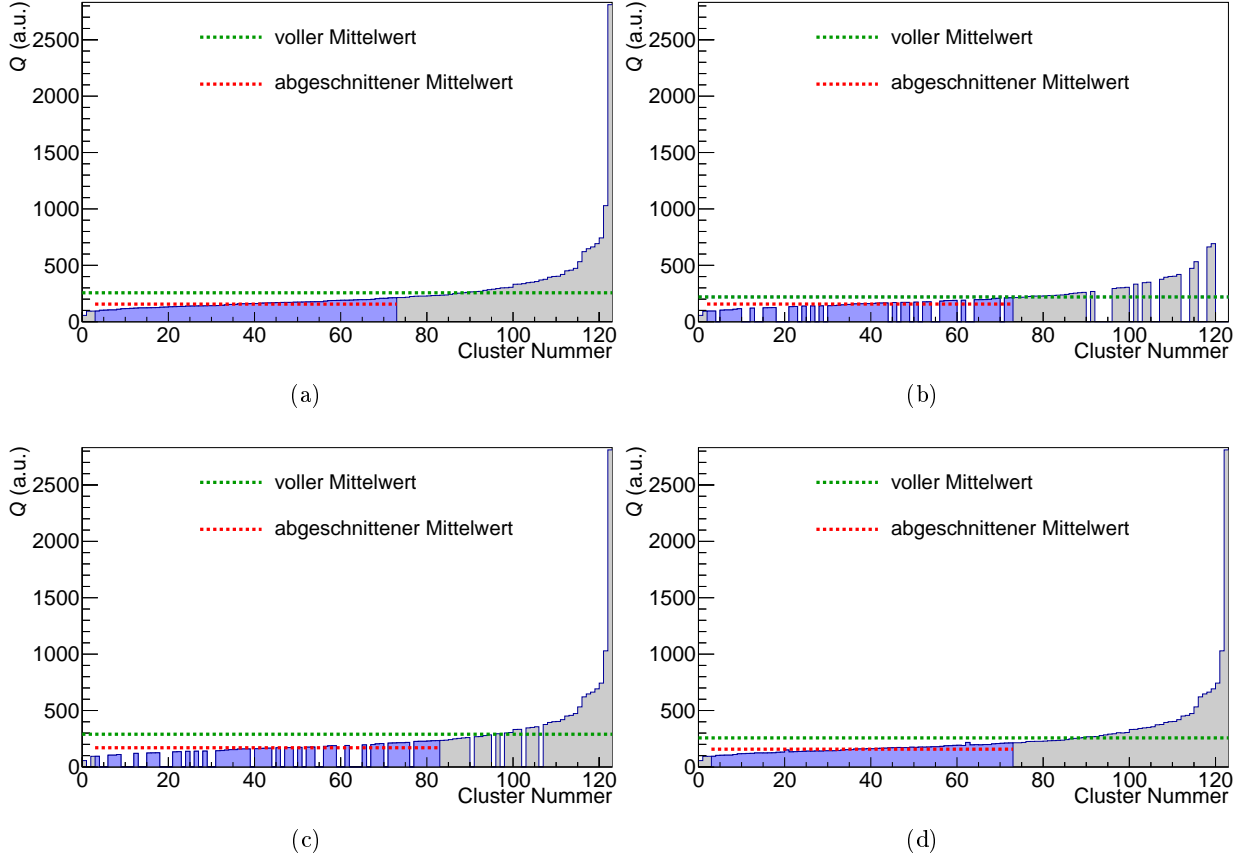 Q (a.u.)
2500
2000
1500
1000
500
0
voller Mittelwert
abgeschnittener Mittelwert
0 20 40 60 80 100 120
Cluster Nummer
(a)
Q (a.u.)
2500
2000
1500
1000
500
0
voller Mittelwert
abgeschnittener Mittelwert
0 20 40 60 80 100 120
Cluster Nummer
(b)
Q (a.u.)
2500
2000
1500
1000
500
0
voller Mittelwert
abgeschnittener Mittelwert
0 20 40 60 80 100 120
Cluster Nummer
(c)
Q (a.u.)
2500
2000
1500
1000
500
0
voller Mittelwert
abgeschnittener Mittelwert
0 20 40 60 80 100 120
Cluster Nummer
(d)